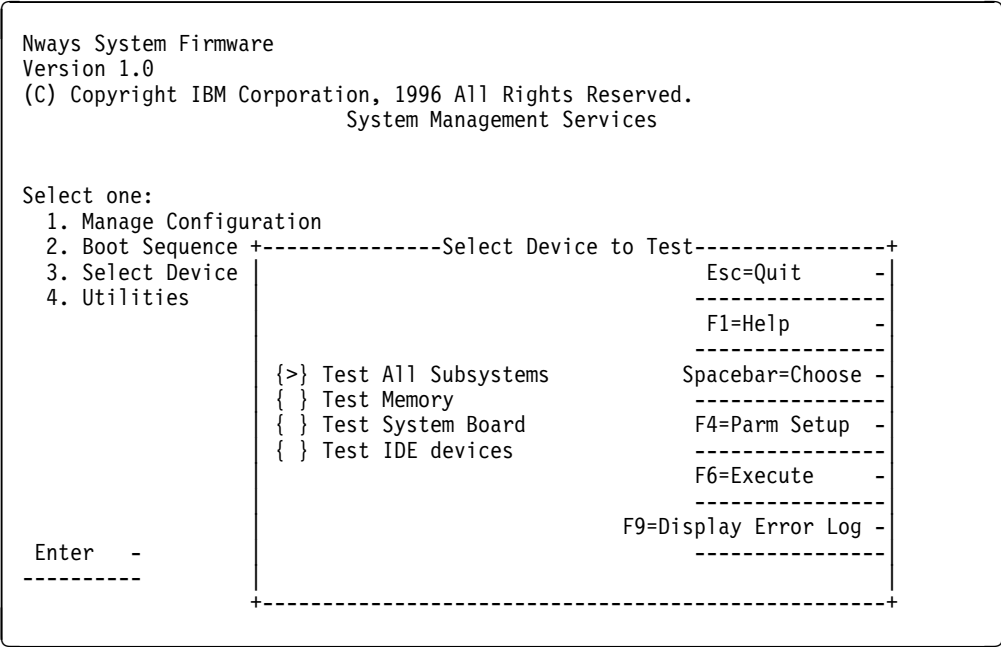 Nways System Firmware
Version 1.0
(C) Copyright IBM Corporation, 1996 All Rights Reserved.
System Management Services
Select one:
1. Manage Configuration
2. Boot Sequence +---------------Select Device to Test----------------+
3. Select Device | Esc=Quit -|
4. Utilities | ----------------|
| F1=Help -|
| ----------------|
| {>} Test All Subsystems Spacebar=Choose -|
| { } Test Memory ----------------|
| { } Test System Board F4=Parm Setup -|
| { } Test IDE devices ----------------|
| F6=Execute -|
| ----------------|
| F9=Display Error Log -|
Enter - | ----------------|
---------- | |
+----------------------------------------------------+